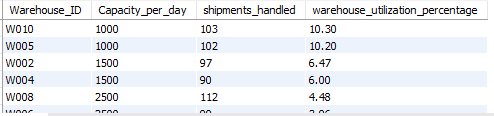 Warehouse_ID Capacity_per_day shipments_handled warehouse_utilization_percentage
W010 1000 103 10.30
W005 1000 102 10.20
W002 1500 97 6.47
W004 1500 90 6.00
W008 2500 112 4.48